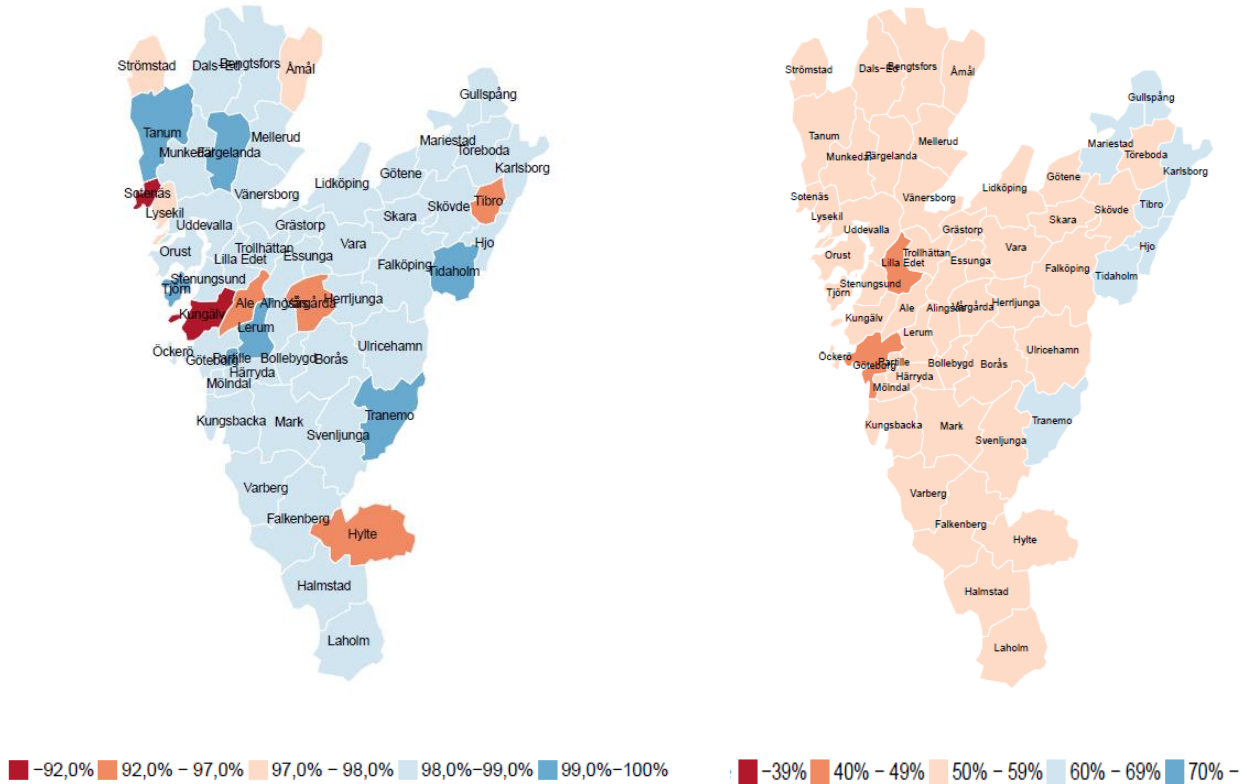 Strömstad
Dals−Ed
Bengtsfors
Åmål
Gullspång
Tanum
Mellerud
Mariestad
Töreboda
Munkedal
Färgelanda
Karlsborg
Götene
Lidköping
Sotenäs
Vänersborg
Tibro
Lysekil
Skövde
Skara
Uddevalla
Grästorp
Hjo
Vara
Trollhättan
Orust
Essunga
Lilla Edet
Falköping
Tidaholm
Stenungsund
Tjörn
Herrljunga
Ale
Alingsås
Vårgårda
Kungälv
Lerum
Ulricehamn
Öckerö
Göteborg
Partille
Bollebygd
Borås
Härryda
Mölndal
Tranemo
Kungsbacka
Mark
Svenljunga
Varberg
Falkenberg
Hylte
Halmstad
Laholm
−92,0% 92,0% − 97,0% 97,0% − 98,0% 98,0%−99,0% 99,0%−100%
Strömstad
Dals−Ed
Bengtsfors
Åmål
Gullspång
Tanum
Mellerud
Mariestad
Töreboda
Munkedal
Färgelanda
Karlsborg
Götene
Lidköping
Sotenäs
Vänersborg
Tibro
Lysekil
Skövde
Skara
Uddevalla
Grästorp
Hjo
Vara
Trollhättan
Orust
Essunga
Lilla Edet
Falköping
Tidaholm
Stenungsund
Tjörn
Herrljunga
Ale
Alingsås
Vårgårda
Kungälv
Lerum
Ulricehamn
Öckerö
Göteborg
Partille
Bollebygd
Borås
Härryda
Mölndal
Tranemo
Kungsbacka
Mark
Svenljunga
Varberg
Falkenberg
Hylte
Halmstad
Laholm
−39% 40% − 49% 50% − 59% 60% − 69% 70% −